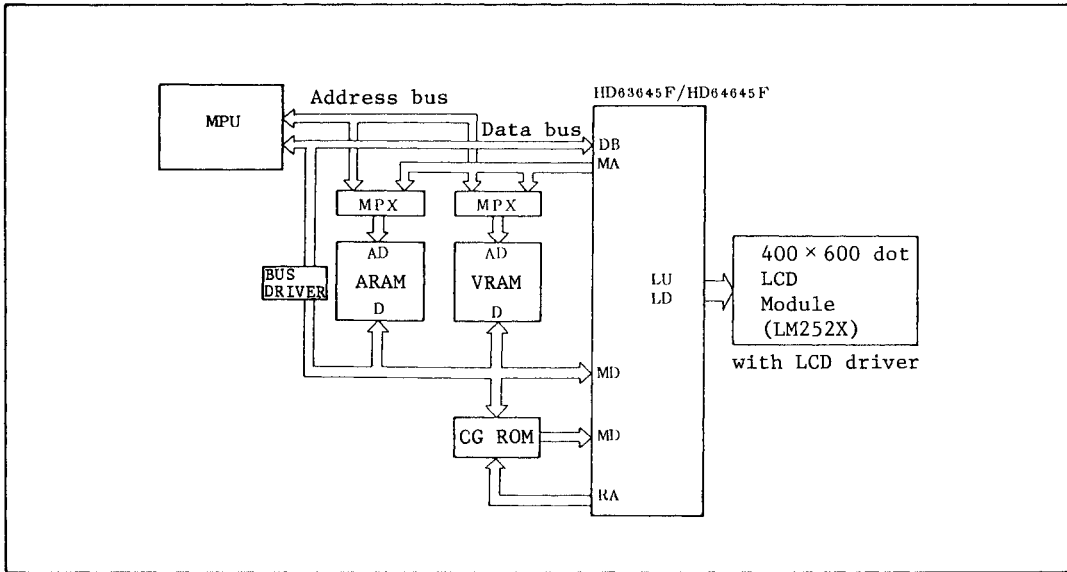 HD63645F/HD64645F
Address bus
MPU
Data bus
DB
MA
MPX
MPX
AD
ARAM
D
AD
VRAM
D
BUS
DRIVER
LU
LD
400 × 600 dot
LCD
Module
(LM252X)
with LCD driver
MD
CG ROM
MD
RA